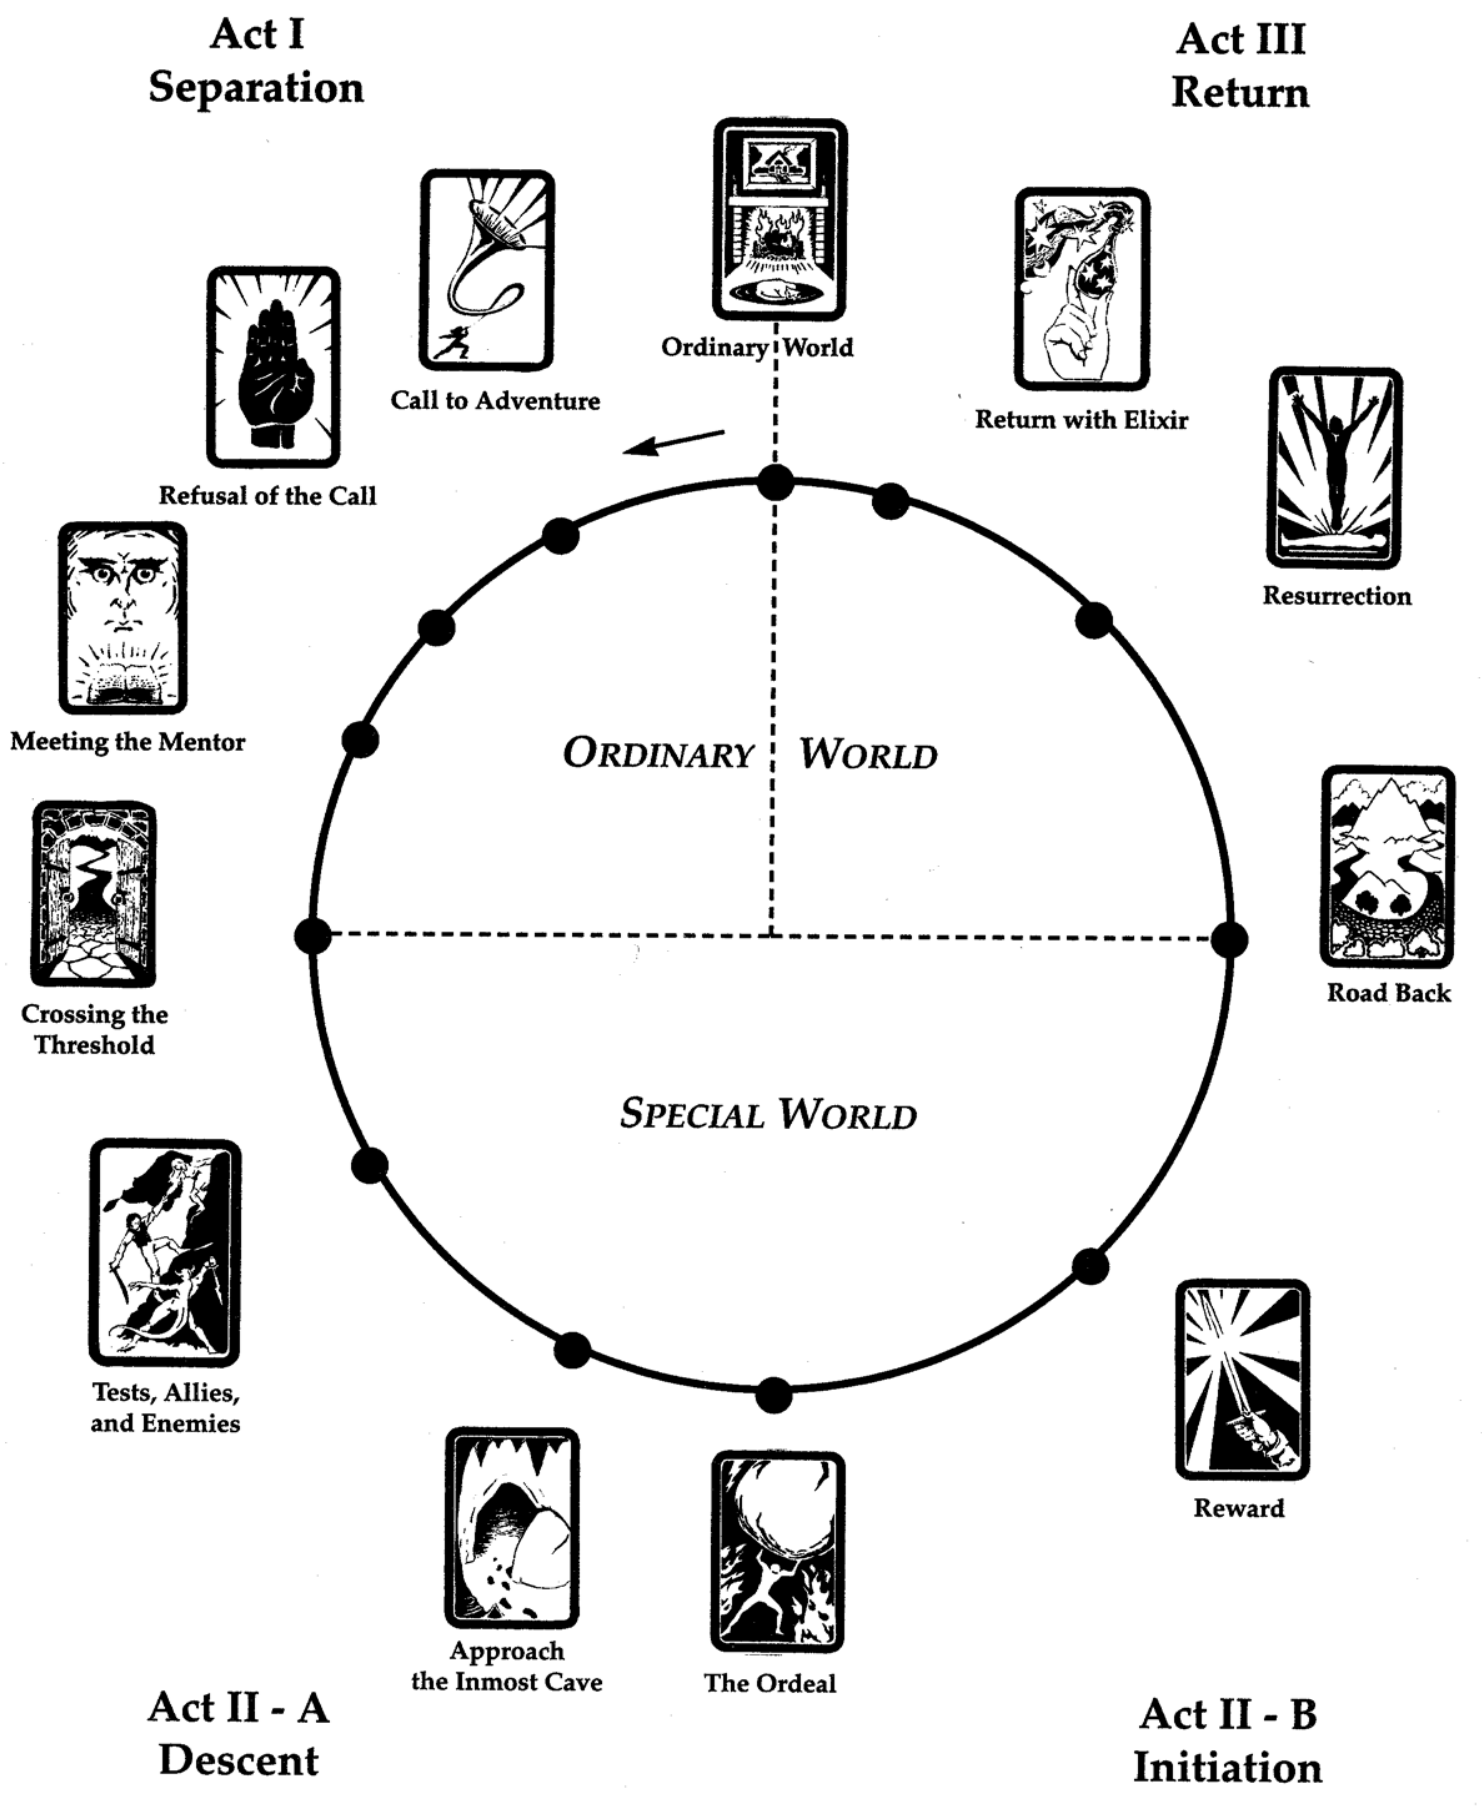 Act I
Separation
Act III
Return
Ordinary World
Call to Adventure
Return with Elixir
Refusal of the Call
Resurrection
Meeting the Mentor
ORDINARY WORLD
Road Back
Crossing the
Threshold
SPECIAL WORLD
Tests, Allies,
and Enemies
Reward
Approach
the Inmost Cave
The Ordeal
Act II - A
Descent
Act II - B
Initiation